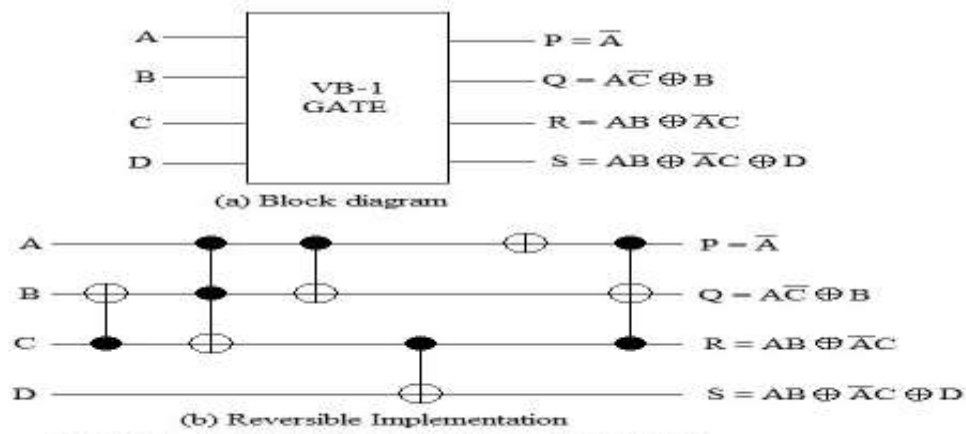 A
P = A̅
B
Q = AC̅ ⊕ B
VB-1
GATE
C
R = AB ⊕ A̅C
D
S = AB ⊕ A̅C ⊕ D
(a) Block diagram
A
P = A̅
B
Q = AC̅ ⊕ B
C
R = AB ⊕ A̅C
D
S = AB ⊕ A̅C ⊕ D
(b) Reversible Implementation